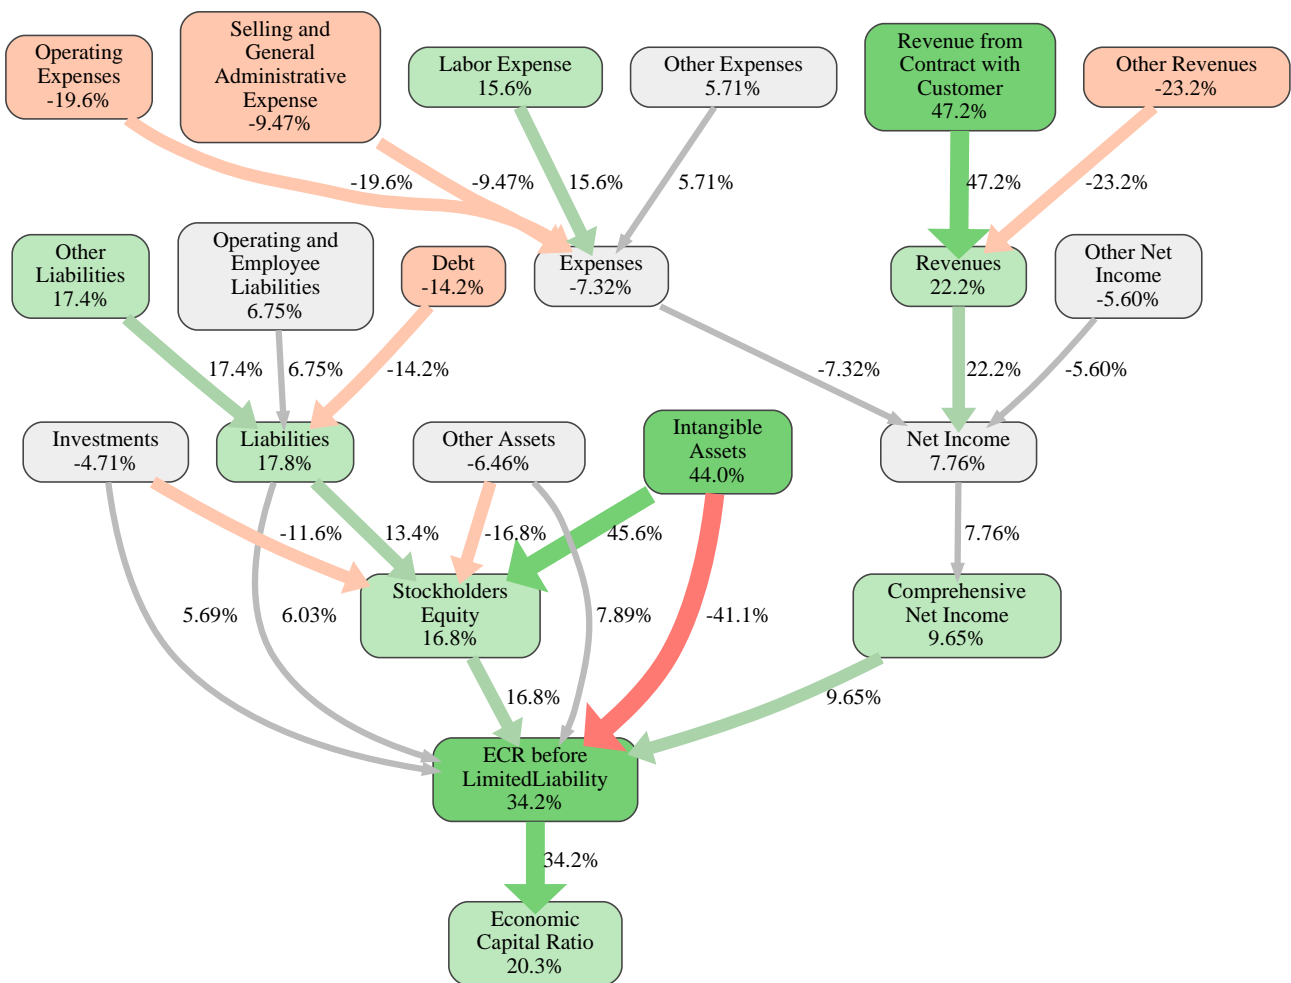 Operating
Expenses
-19.6%
Selling and
General
Administrative
Expense
-9.47%
Labor Expense
15.6%
Other Expenses
5.71%
Revenue from
Contract with
Customer
47.2%
Other Revenues
-23.2%
-19.6%
-9.47%
15.6%
5.71%
47.2%
-23.2%
Other
Liabilities
17.4%
Operating and
Employee
Liabilities
6.75%
Debt
-14.2%
Expenses
-7.32%
Revenues
22.2%
Other Net
Income
-5.60%
17.4%
6.75%
-14.2%
-7.32%
22.2%
-5.60%
Investments
-4.71%
Liabilities
17.8%
Other Assets
-6.46%
Intangible
Assets
44.0%
Net Income
7.76%
-11.6%
13.4%
-16.8%
45.6%
7.76%
Stockholders
Equity
16.8%
Comprehensive
Net Income
9.65%
5.69%
6.03%
7.89%
-41.1%
16.8%
9.65%
ECR before
LimitedLiability
34.2%
34.2%
Economic
Capital Ratio
20.3%